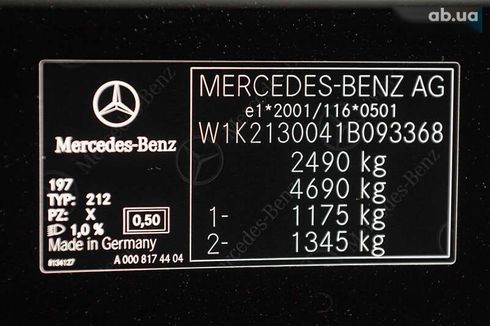 ab.ua
MERCEDES-BENZ AG
e1*2001/116*0501
W1K2130041B093368
2490 kg
4690 kg
1- 1175 kg
2- 1345 kg
Mercedes-Benz
197
TYP: 212
PZ: X
1,0% 0,50
Made in Germany
8134127 A 000 817 44 04